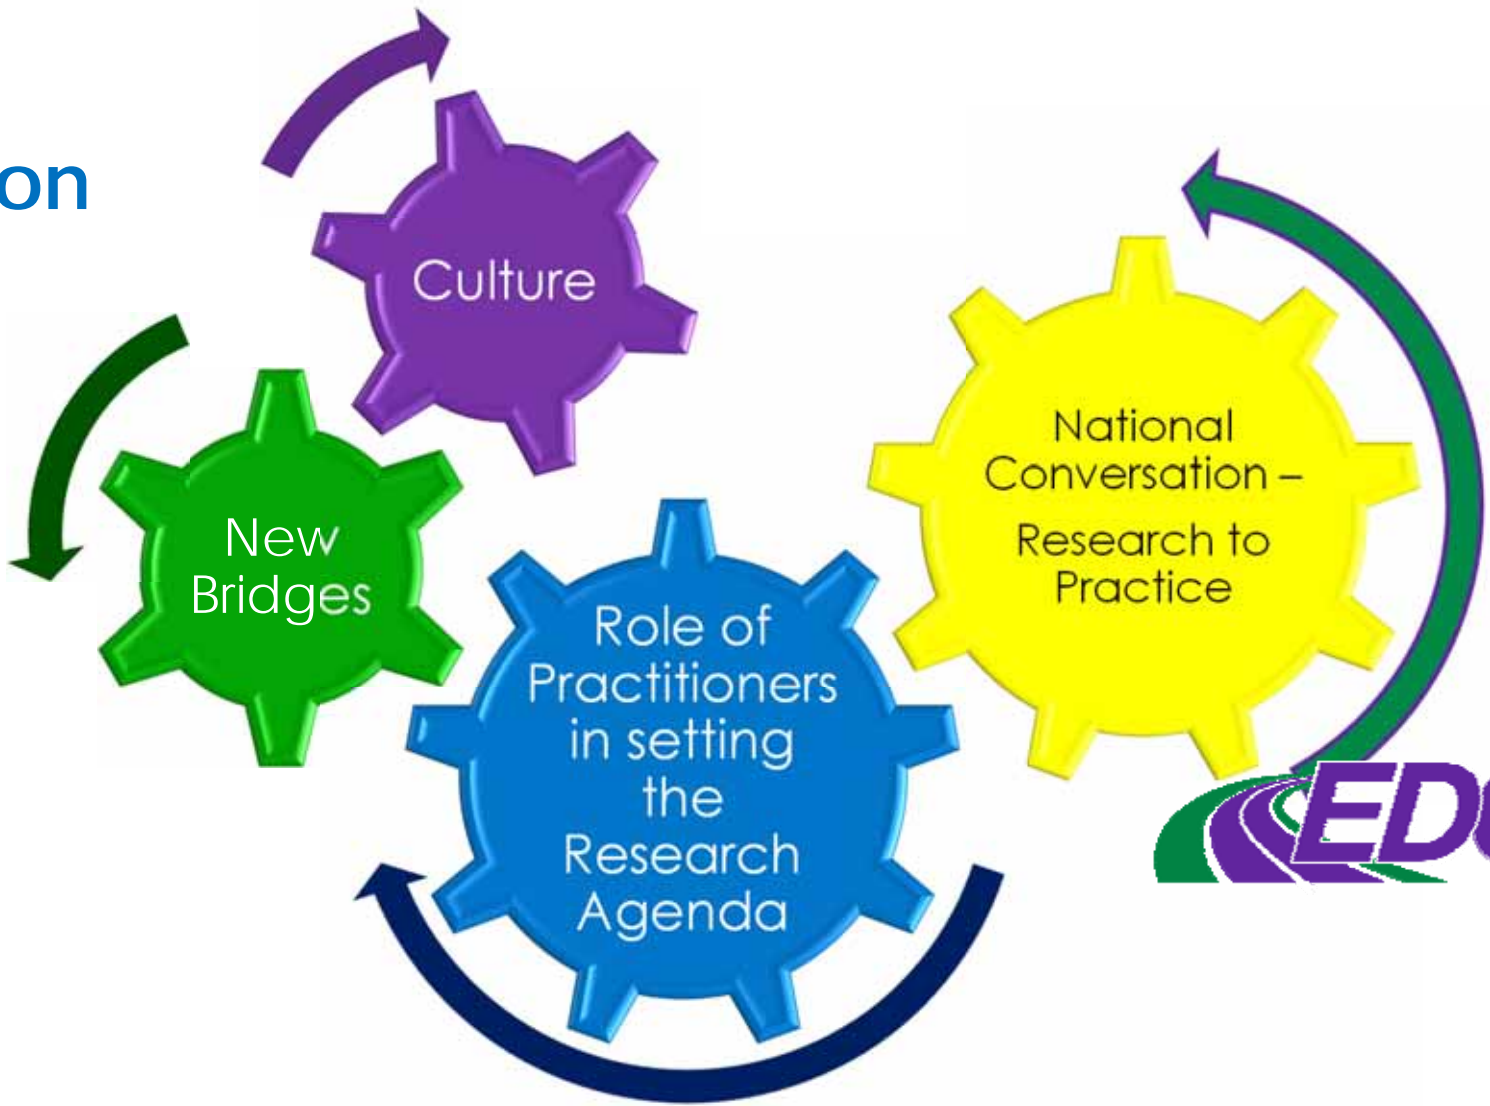 on
Culture
New
Bridges
Role of
Practitioners
in setting
the
Research
Agenda
National
Conversation –
Research to
Practice
ED